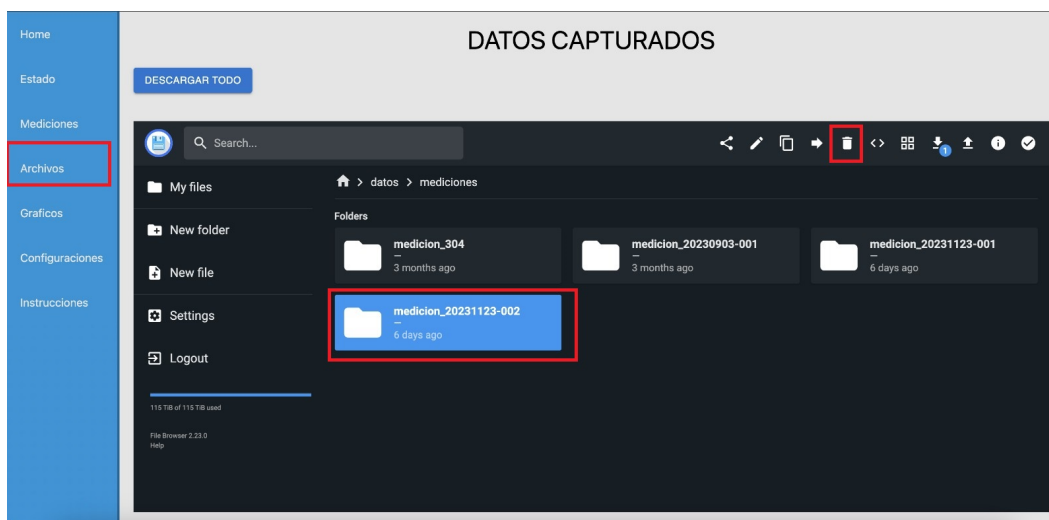 Home
Estado
Mediciones
Archivos
Graficos
Configuraciones
Instrucciones
DATOS CAPTURADOS
DESCARGAR TODO
Search...
1
My files
New folder
New file
Settings
Logout
115 TiB of 115 TiB used
File Browser 2.23.0
Help
> datos > mediciones
Folders
medicion_304
—
3 months ago
medicion_20230903-001
—
3 months ago
medicion_20231123-001
—
6 days ago
medicion_20231123-002
—
6 days ago